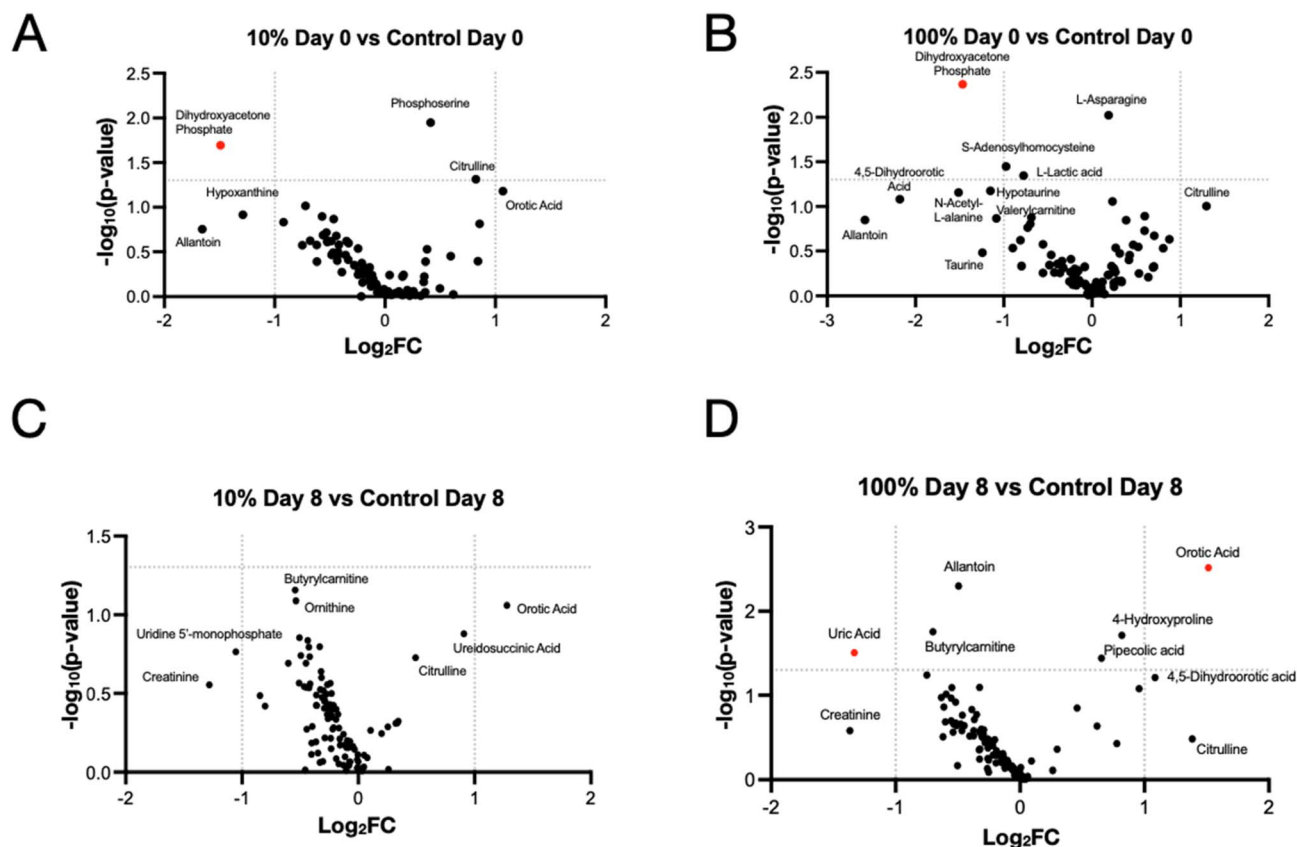 A
10% Day 0 vs Control Day 0
2.5
2.0
1.5
1.0
0.5
0.0
-log10(p-value)
Dihydroxyacetone
Phosphate
Phosphoserine
Citrulline
Orotic Acid
Hypoxanthine
Allantoin
-2
-1
0
1
2
Log2FC
B
100% Day 0 vs Control Day 0
2.5
2.0
1.5
1.0
0.5
0.0
-log10(p-value)
Dihydroxyacetone
Phosphate
L-Asparagine
S-Adenosylhomocysteine
L-Lactic acid
4,5-Dihydroorotic
Acid
Hypotaurine
Citrulline
N-Acetyl-
L-alanine
Valerylcarnitine
Allantoin
Taurine
-3
-2
-1
0
1
2
Log2FC
C
10% Day 8 vs Control Day 8
1.5
1.0
0.5
0.0
-log10(p-value)
Butyrylcarnitine
Ornithine
Orotic Acid
Uridine 5'-monophosphate
Ureidosuccinic Acid
Citrulline
Creatinine
-2
-1
0
1
2
Log2FC
D
100% Day 8 vs Control Day 8
3
2
1
0
-log10(p-value)
Orotic Acid
Allantoin
4-Hydroxyproline
Uric Acid
Butyrylcarnitine
Pipecolic acid
4,5-Dihydroorotic acid
Creatinine
Citrulline
-2
-1
0
1
2
Log2FC